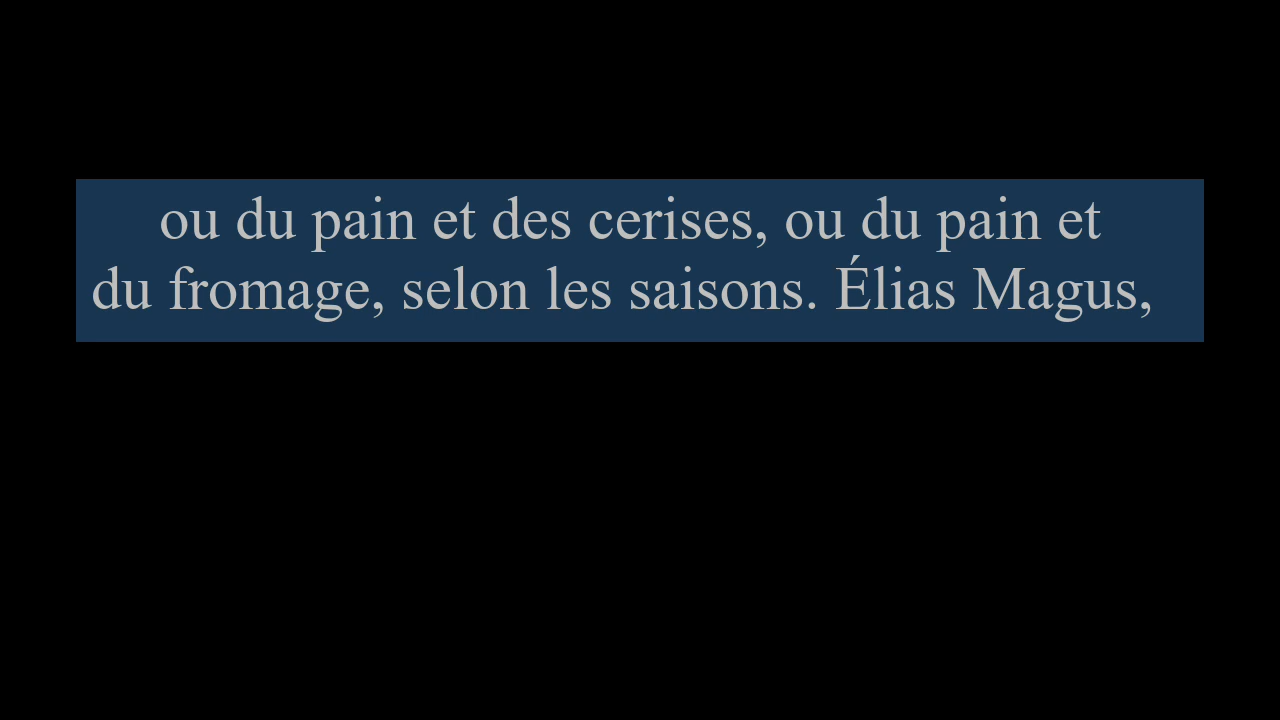 ou du pain et des cerises, ou du pain et
du fromage, selon les saisons. Élias Magus,